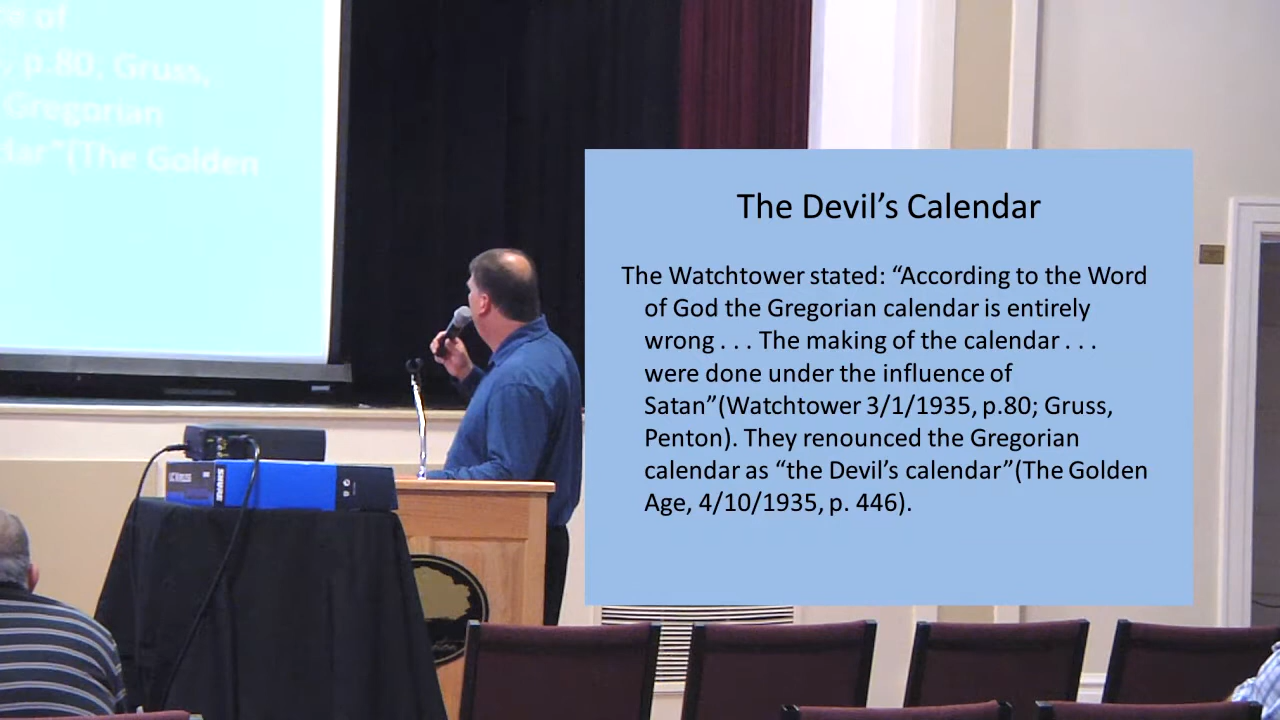 s of
, p.80; Gruss,
Gregorian
dar”(The Golden
The Devil’s Calendar
The Watchtower stated: “According to the Word
of God the Gregorian calendar is entirely
wrong . . . The making of the calendar . . .
were done under the influence of
Satan”(Watchtower 3/1/1935, p.80; Gruss,
Penton). They renounced the Gregorian
calendar as “the Devil’s calendar”(The Golden
Age, 4/10/1935, p. 446).